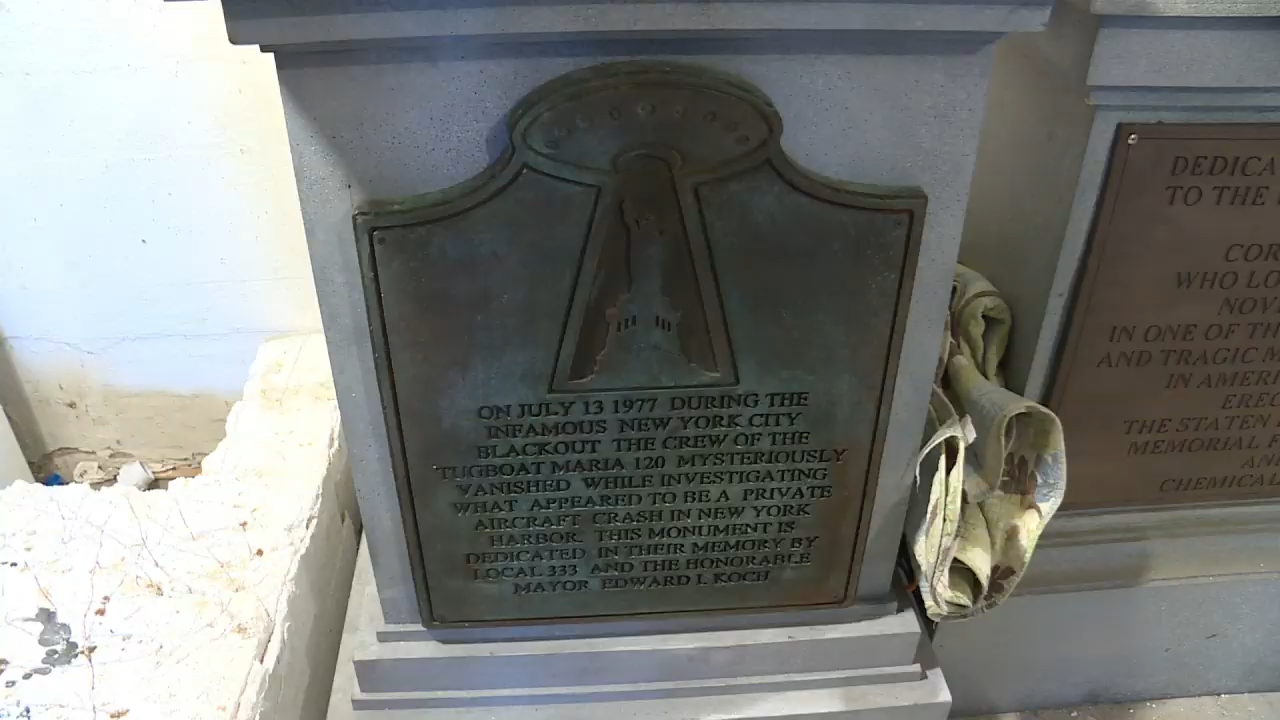 ON JULY 13 1977 DURING THE
INFAMOUS NEW YORK CITY
BLACKOUT THE CREW OF THE
TUGBOAT MARIA 120 MYSTERIOUSLY
VANISHED WHILE INVESTIGATING
WHAT APPEARED TO BE A PRIVATE
AIRCRAFT CRASH IN NEW YORK
HARBOR. THIS MONUMENT IS
DEDICATED IN THEIR MEMORY BY
LOCAL 333 AND THE HONORABLE
MAYOR EDWARD I. KOCH
DEDICA
TO THE
COR
WHO LO
NOV
IN ONE OF TH
AND TRAGIC M
IN AMERI
EREC
THE STATEN
MEMORIAL F
AN
CHEMICAL